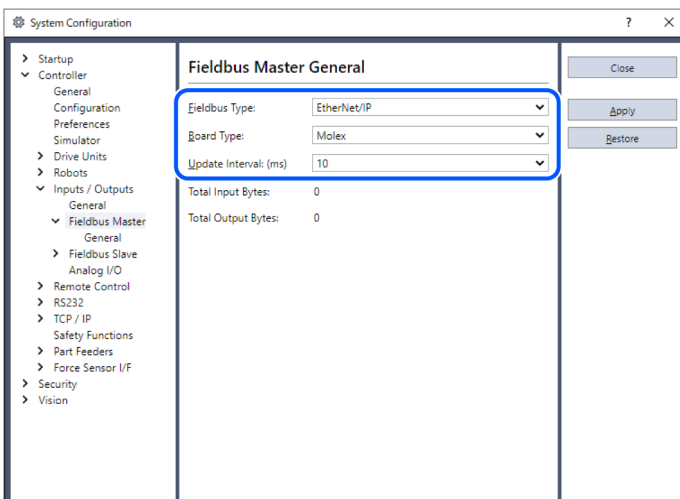 System Configuration
?
Startup
Controller
General
Configuration
Preferences
Simulator
Drive Units
Robots
Inputs / Outputs
General
Fieldbus Master
General
Fieldbus Slave
Analog I/O
Remote Control
RS232
TCP / IP
Safety Functions
Part Feeders
Force Sensor I/F
Security
Vision
Fieldbus Master General
Fieldbus Type: EtherNet/IP
Board Type: Molex
Update Interval: (ms) 10
Total Input Bytes: 0
Total Output Bytes: 0
Close
Apply
Restore